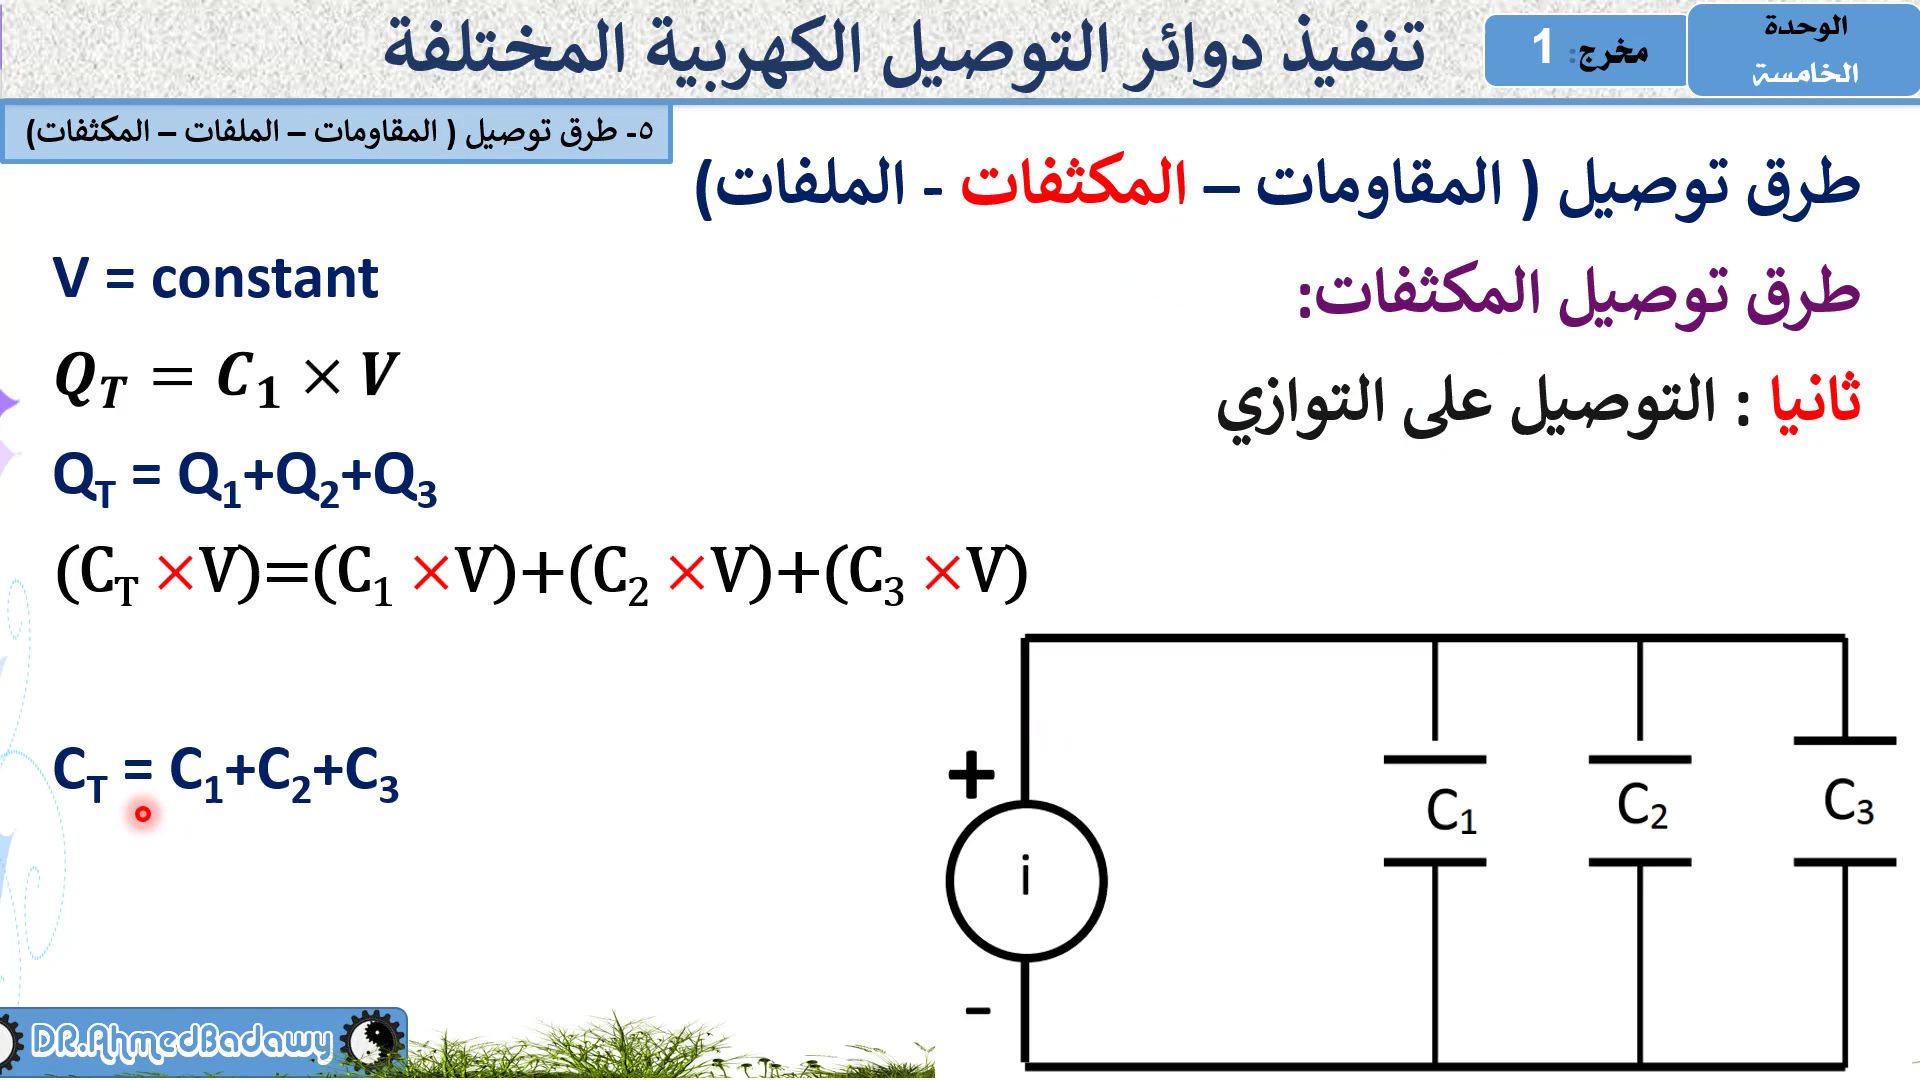 الوحدة
الخامسة
مخرج: 1
تنفيذ دوائر التوصيل الكهربية المختلفة
٥- طرق توصيل ( المقاومات – الملفات – المكثفات)
طرق توصيل ( المقاومات – المكثفات - الملفات)
طرق توصيل المكثفات:
ثانيا : التوصيل على التوازي
V = constant
Q_T = C_1 × V
Q_T = Q_1+Q_2+Q_3
(C_T ×V)=(C_1 ×V)+(C_2 ×V)+(C_3 ×V)
C_T = C_1+C_2+C_3
+
i
-
C_1
C_2
C_3
DR.AhmedBadawy